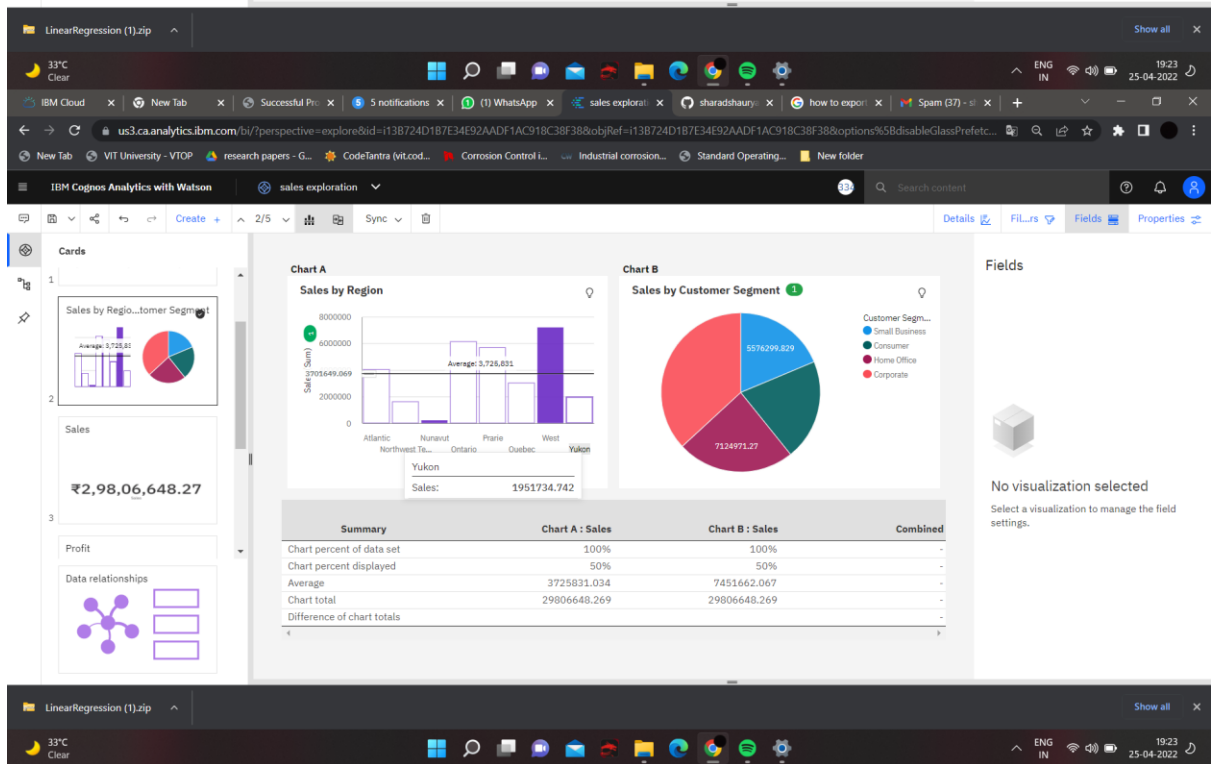 LinearRegression (1).zip
Show all
33°C
Clear
ENG
IN
19:23
25-04-2022
IBM Cloud
New Tab
Successful Pro
5 notifications
(1) WhatsApp
sales explorati
sharadshaurya
how to export
Spam (37) - sh
us3.ca.analytics.ibm.com/bi/?perspective=explore&id=i13B724D1B7E34E92AADF1AC918C38F38&objRef=i13B724D1B7E34E92AADF1AC918C38F38&options%5BdisableGlassPrefetc...
New Tab
VIT University - VTOP
research papers - G...
CodeTantra (vit.cod...
Corrosion Control i...
Industrial corrosion...
Standard Operating...
New folder
IBM Cognos Analytics with Watson
sales exploration
334
Search content
Create +
2/5
Sync
Details
Fil...rs
Fields
Properties
Cards
1
Sales by Regio...tomer Segment
Average: 3,725,83
2
Sales
₹2,98,06,648.27
Sales
3
Profit
Data relationships
Chart A
Sales by Region
8000000
6000000
3701649.069
2000000
0
Sales (Sum)
Average: 3,725,831
Atlantic
Nunavut
Prarie
West
Northwest Te...
Ontario
Quebec
Yukon
Yukon
Sales:
1951734.742
Chart B
Sales by Customer Segment 1
5576299.829
7124971.27
Customer Segm...
Small Business
Consumer
Home Office
Corporate
Summary Chart A : Sales Chart B : Sales Combined
Chart percent of data set 100% 100% -
Chart percent displayed 50% 50% -
Average 3725831.034 7451662.067 -
Chart total 29806648.269 29806648.269 -
Difference of chart totals -
Fields
No visualization selected
Select a visualization to manage the field
settings.
LinearRegression (1).zip
Show all
33°C
Clear
ENG
IN
19:23
25-04-2022